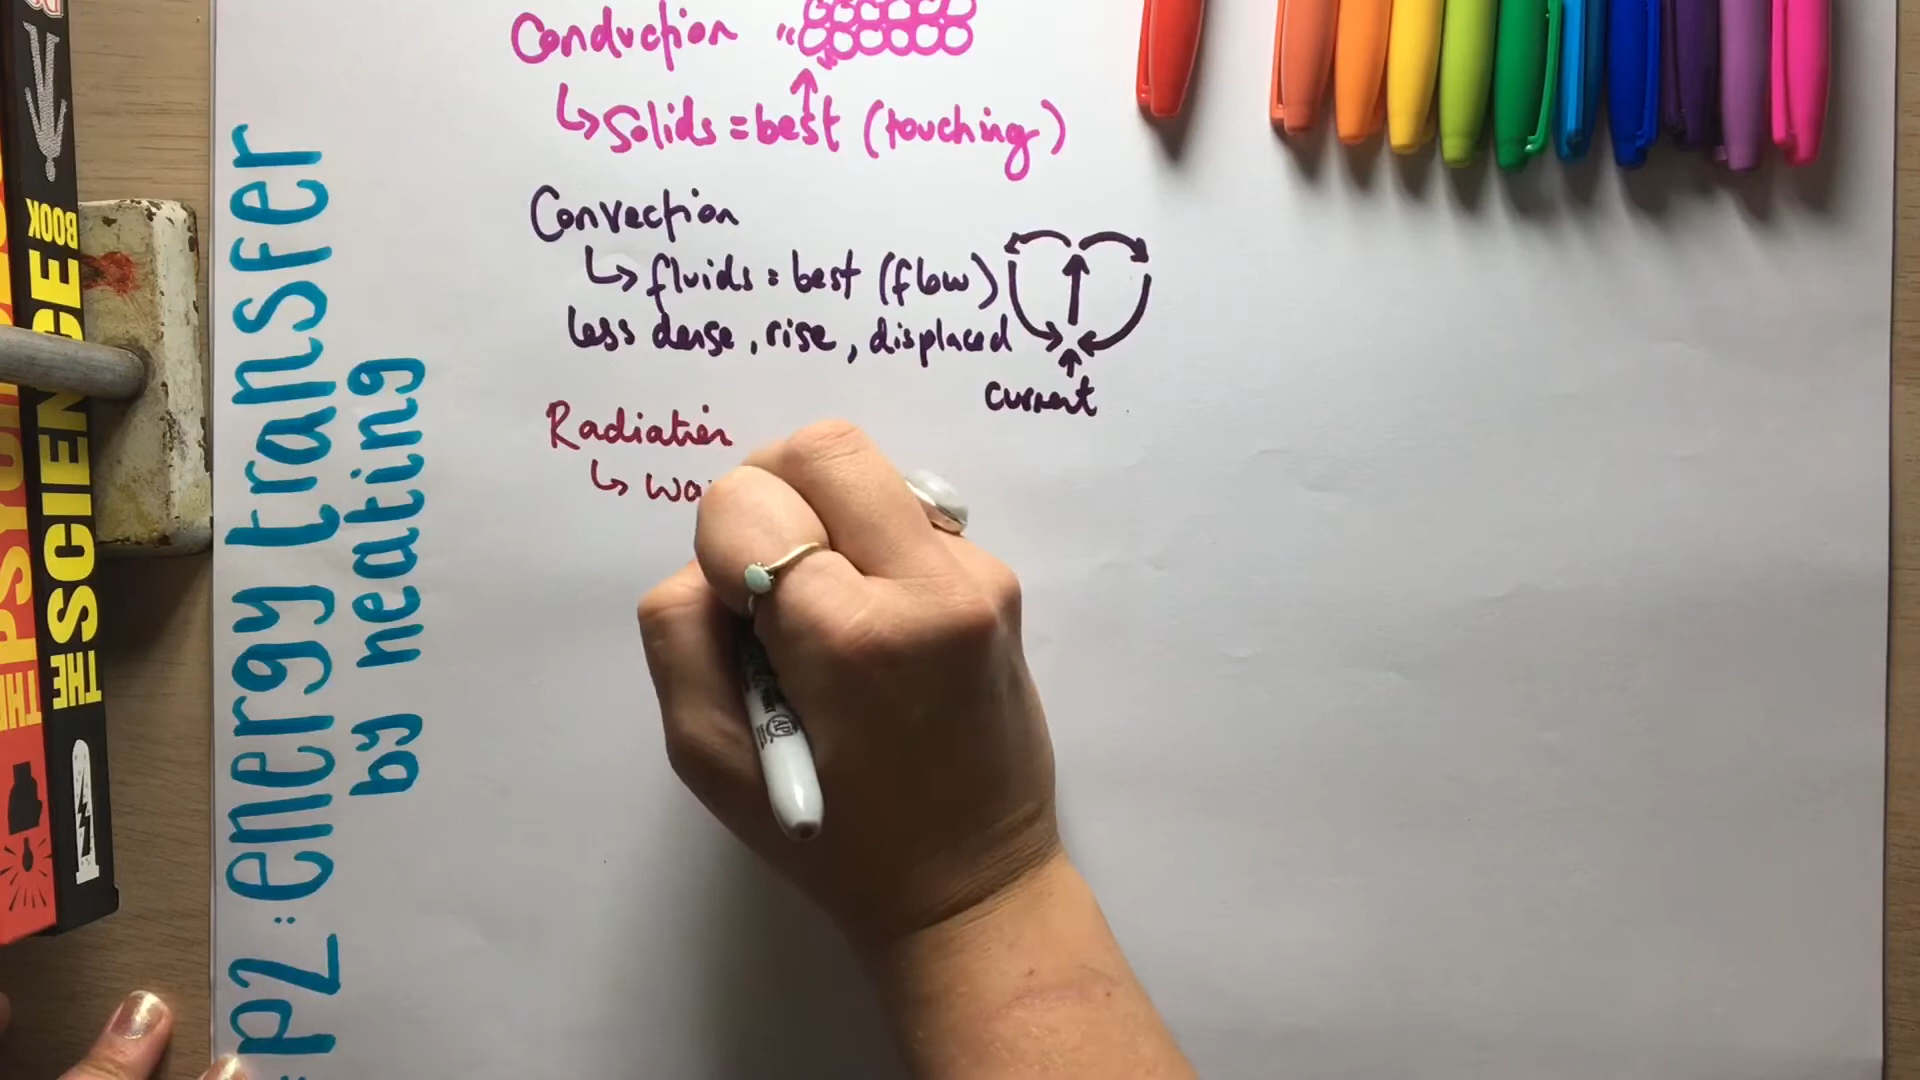 Conduction
↳ Solids = best (touching)
Convection
↳ fluids = best (flow)
less dense, rise, displaced
current
Radiation
↳ wa
P2: energy transfer
by heating
THE SCIENCE BOOK
THE